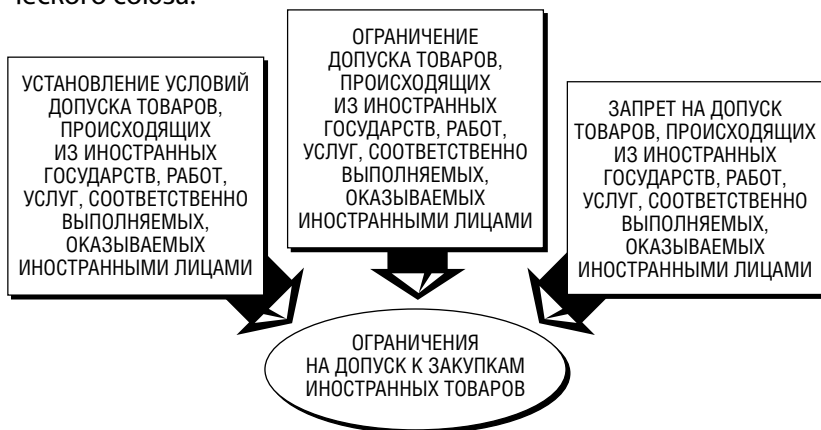 ческого союза.
УСТАНОВЛЕНИЕ УСЛОВИЙ
ДОПУСКА ТОВАРОВ,
ПРОИСХОДЯЩИХ
ИЗ ИНОСТРАННЫХ
ГОСУДАРСТВ, РАБОТ,
УСЛУГ, СООТВЕТСТВЕННО
ВЫПОЛНЯЕМЫХ,
ОКАЗЫВАЕМЫХ
ИНОСТРАННЫМИ ЛИЦАМИ
ОГРАНИЧЕНИЕ
ДОПУСКА ТОВАРОВ,
ПРОИСХОДЯЩИХ
ИЗ ИНОСТРАННЫХ
ГОСУДАРСТВ, РАБОТ,
УСЛУГ, СООТВЕТСТВЕННО
ВЫПОЛНЯЕМЫХ,
ОКАЗЫВАЕМЫХ
ИНОСТРАННЫМИ ЛИЦАМИ
ЗАПРЕТ НА ДОПУСК
ТОВАРОВ, ПРОИСХОДЯЩИХ
ИЗ ИНОСТРАННЫХ
ГОСУДАРСТВ, РАБОТ,
УСЛУГ, СООТВЕТСТВЕННО
ВЫПОЛНЯЕМЫХ,
ОКАЗЫВАЕМЫХ
ИНОСТРАННЫМИ ЛИЦАМИ
ОГРАНИЧЕНИЯ
НА ДОПУСК К ЗАКУПКАМ
ИНОСТРАННЫХ ТОВАРОВ